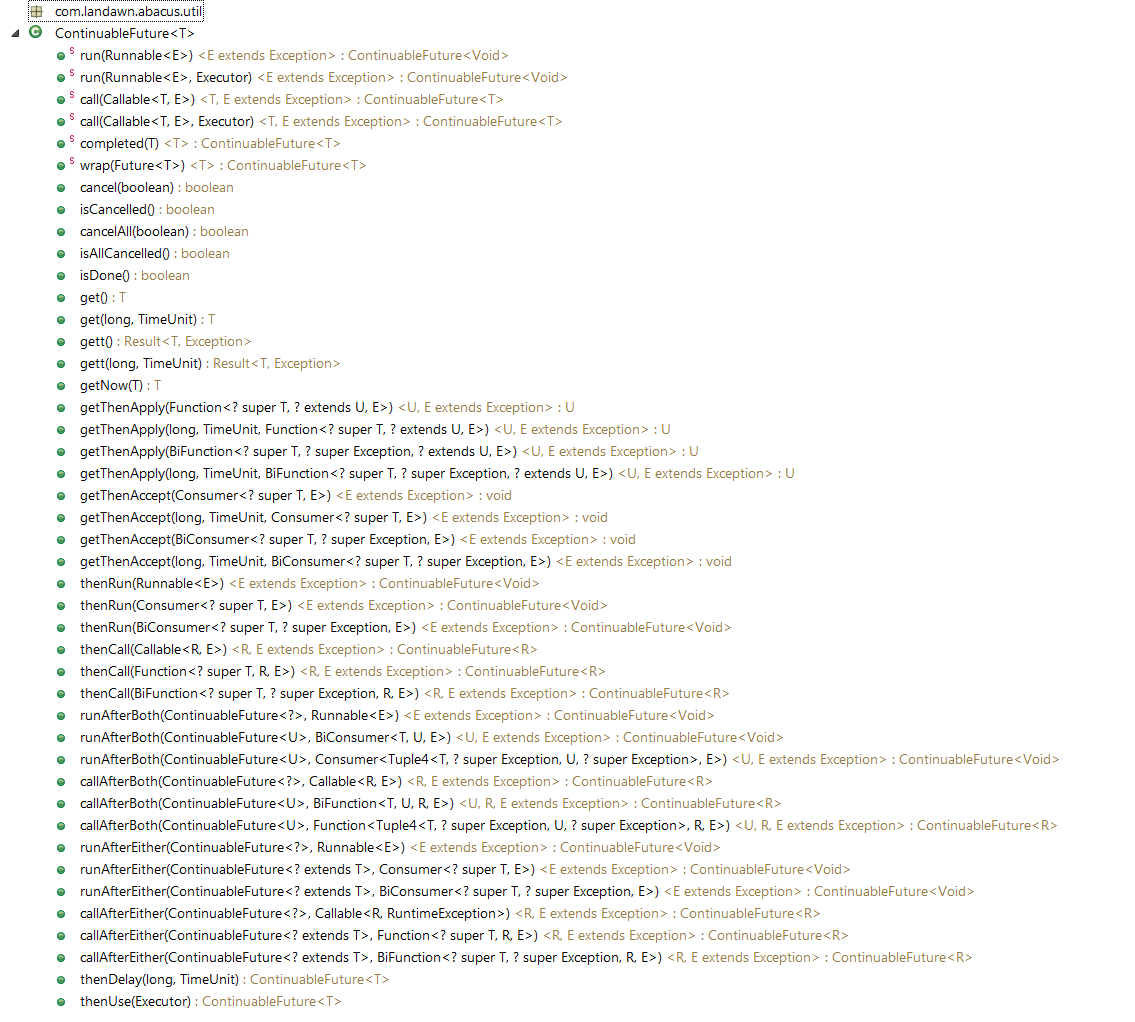 com.landawn.abacus.util
C ContinuableFuture<T>
S run(Runnable<E>) <E extends Exception> : ContinuableFuture<Void>
S run(Runnable<E>, Executor) <E extends Exception> : ContinuableFuture<Void>
S call(Callable<T, E>) <T, E extends Exception> : ContinuableFuture<T>
S call(Callable<T, E>, Executor) <T, E extends Exception> : ContinuableFuture<T>
S completed(T) <T> : ContinuableFuture<T>
S wrap(Future<T>) <T> : ContinuableFuture<T>
cancel(boolean) : boolean
isCancelled() : boolean
cancelAll(boolean) : boolean
isAllCancelled() : boolean
isDone() : boolean
get() : T
get(long, TimeUnit) : T
gett() : Result<T, Exception>
gett(long, TimeUnit) : Result<T, Exception>
getNow(T) : T
getThenApply(Function<? super T, ? extends U, E>) <U, E extends Exception> : U
getThenApply(long, TimeUnit, Function<? super T, ? extends U, E>) <U, E extends Exception> : U
getThenApply(BiFunction<? super T, ? super Exception, ? extends U, E>) <U, E extends Exception> : U
getThenApply(long, TimeUnit, BiFunction<? super T, ? super Exception, ? extends U, E>) <U, E extends Exception> : U
getThenAccept(Consumer<? super T, E>) <E extends Exception> : void
getThenAccept(long, TimeUnit, Consumer<? super T, E>) <E extends Exception> : void
getThenAccept(BiConsumer<? super T, ? super Exception, E>) <E extends Exception> : void
getThenAccept(long, TimeUnit, BiConsumer<? super T, ? super Exception, E>) <E extends Exception> : void
thenRun(Runnable<E>) <E extends Exception> : ContinuableFuture<Void>
thenRun(Consumer<? super T, E>) <E extends Exception> : ContinuableFuture<Void>
thenRun(BiConsumer<? super T, ? super Exception, E>) <E extends Exception> : ContinuableFuture<Void>
thenCall(Callable<R, E>) <R, E extends Exception> : ContinuableFuture<R>
thenCall(Function<? super T, R, E>) <R, E extends Exception> : ContinuableFuture<R>
thenCall(BiFunction<? super T, ? super Exception, R, E>) <R, E extends Exception> : ContinuableFuture<R>
runAfterBoth(ContinuableFuture<?>, Runnable<E>) <E extends Exception> : ContinuableFuture<Void>
runAfterBoth(ContinuableFuture<U>, BiConsumer<T, U, E>) <U, E extends Exception> : ContinuableFuture<Void>
runAfterBoth(ContinuableFuture<U>, Consumer<Tuple4<T, ? super Exception, U, ? super Exception>, E>) <U, E extends Exception> : ContinuableFuture<Void>
callAfterBoth(ContinuableFuture<?>, Callable<R, E>) <R, E extends Exception> : ContinuableFuture<R>
callAfterBoth(ContinuableFuture<U>, BiFunction<T, U, R, E>) <U, R, E extends Exception> : ContinuableFuture<R>
callAfterBoth(ContinuableFuture<U>, Function<Tuple4<T, ? super Exception, U, ? super Exception>, R, E>) <U, R, E extends Exception> : ContinuableFuture<R>
runAfterEither(ContinuableFuture<?>, Runnable<E>) <E extends Exception> : ContinuableFuture<Void>
runAfterEither(ContinuableFuture<? extends T>, Consumer<? super T, E>) <E extends Exception> : ContinuableFuture<Void>
runAfterEither(ContinuableFuture<? extends T>, BiConsumer<? super T, ? super Exception, E>) <E extends Exception> : ContinuableFuture<Void>
callAfterEither(ContinuableFuture<?>, Callable<R, RuntimeException>) <R, E extends Exception> : ContinuableFuture<R>
callAfterEither(ContinuableFuture<? extends T>, Function<? super T, R, E>) <R, E extends Exception> : ContinuableFuture<R>
callAfterEither(ContinuableFuture<? extends T>, BiFunction<? super T, ? super Exception, R, E>) <R, E extends Exception> : ContinuableFuture<R>
thenDelay(long, TimeUnit) : ContinuableFuture<T>
thenUse(Executor) : ContinuableFuture<T>